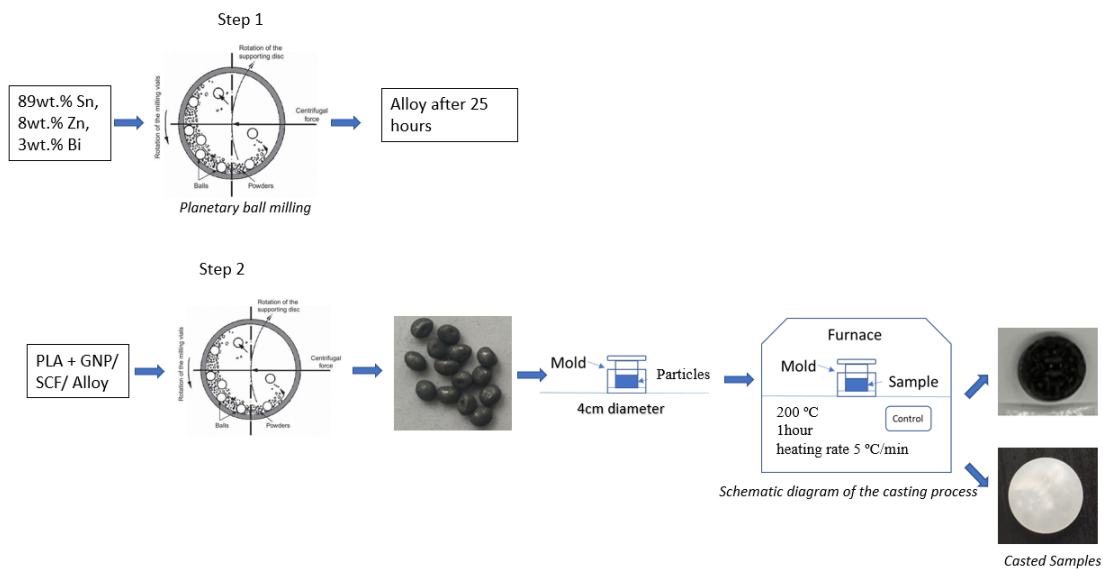 Step 1
Rotation of the
supporting disc
89wt.% Sn,
8wt.% Zn,
3wt.% Bi
Rotation of the milling vials
Centrifugal
force
Alloy after 25
hours
Balls
Powders
Planetary ball milling
Step 2
Rotation of the
supporting disc
PLA + GNP/
SCF/ Alloy
Rotation of the milling vials
Centrifugal
force
Balls
Powders
Mold
Particles
4cm diameter
Furnace
Mold
Sample
200 ºC
1hour
heating rate 5 ºC/min
Control
Schematic diagram of the casting process
Casted Samples